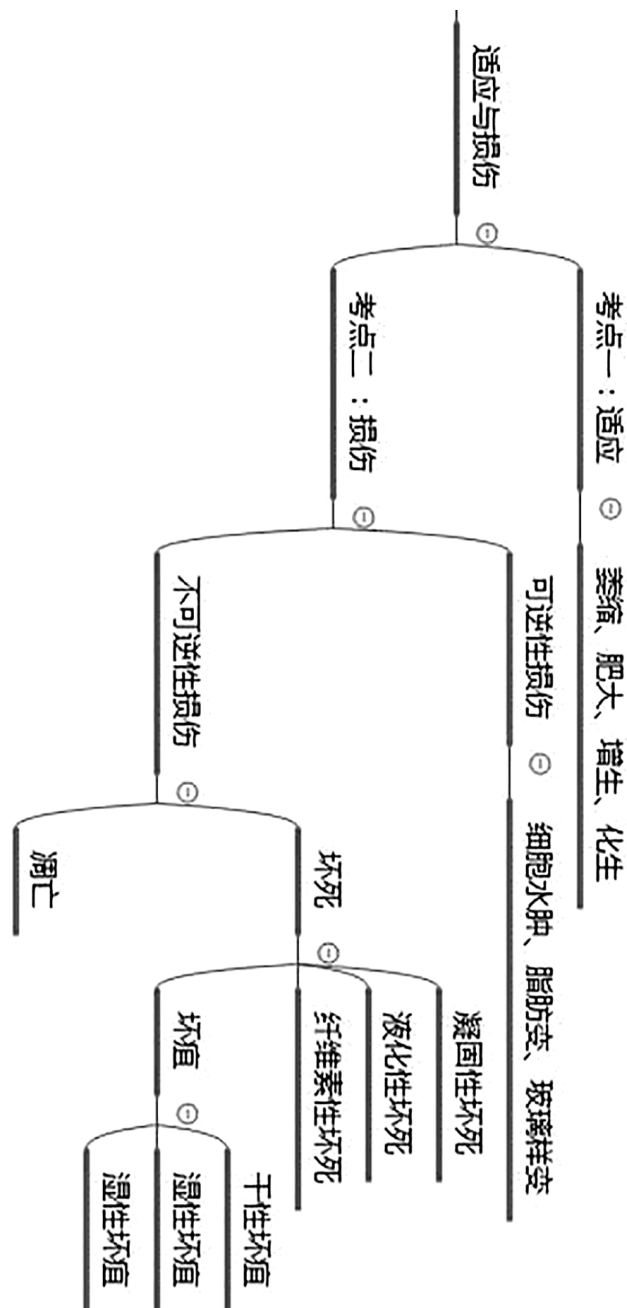 适应与损伤
考点一：适应
萎缩、肥大、增生、化生
考点二：损伤
可逆性损伤
细胞水肿、脂肪变、玻璃样变
不可逆性损伤
坏死
凝固性坏死
液化性坏死
纤维素性坏死
坏疽
干性坏疽
湿性坏疽
湿性坏疽
凋亡